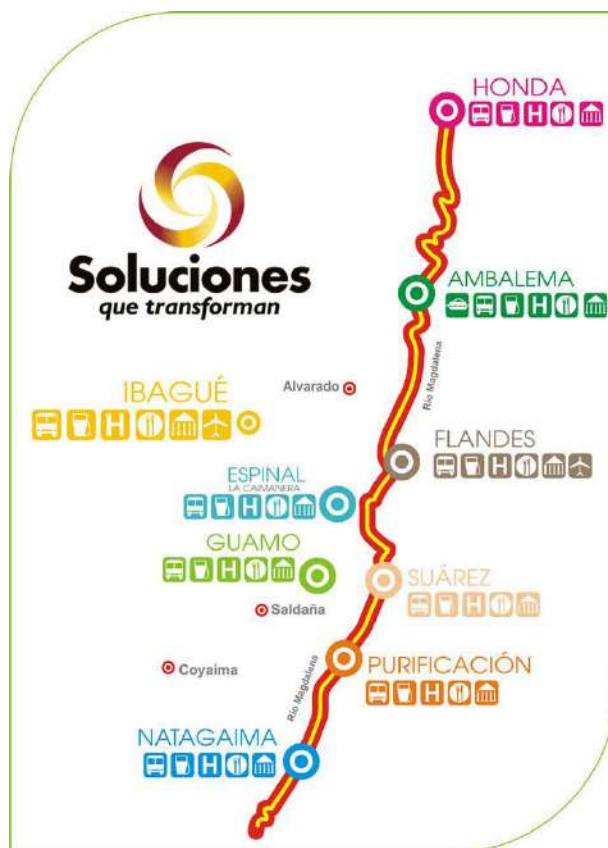 HONDA
H
Soluciones
que transforman
AMBALEMA
H
Río Magdalena
Alvarado
IBAGUÉ
H
FLANDES
H
ESPINAL
LA CAIMANERA
H
GUAMO
H
SUÁREZ
H
Saldaña
PURIFICACIÓN
H
Coyaima
Río Magdalena
NATAGAIMA
H